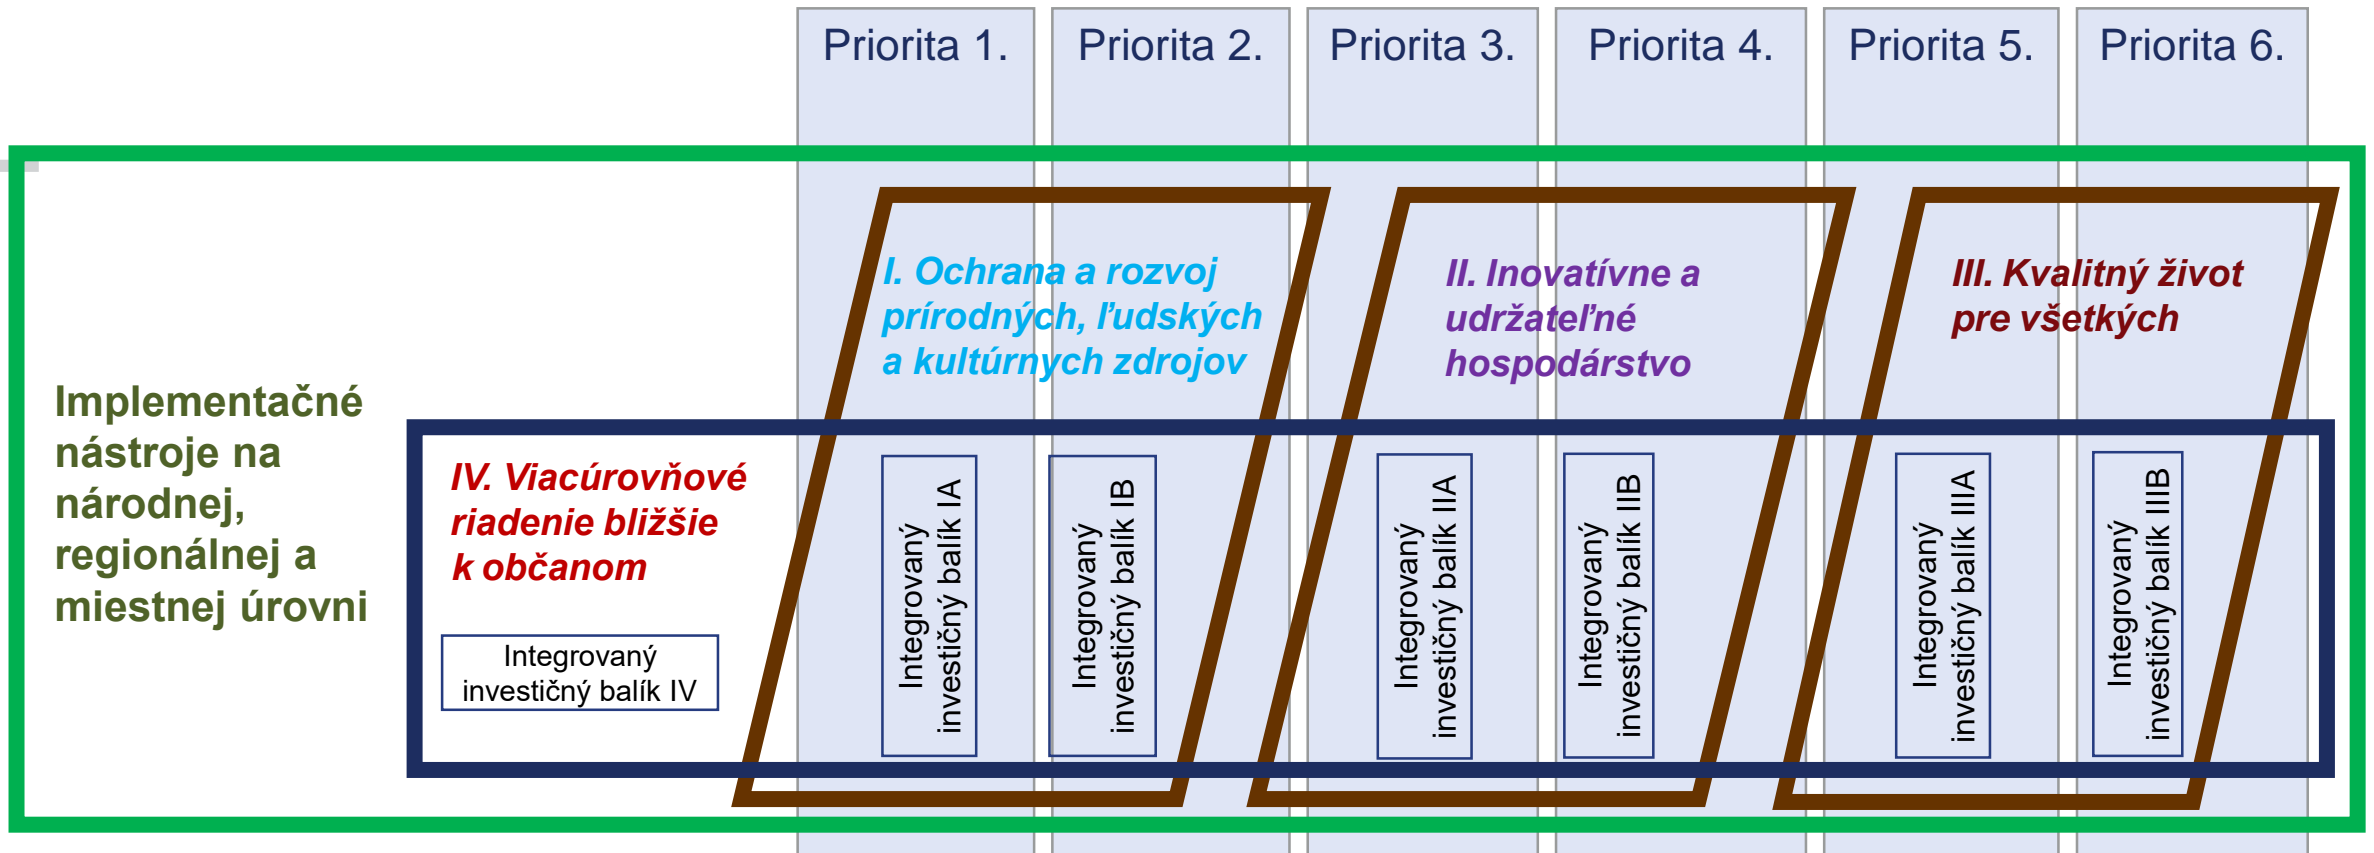 Priorita 1.
Priorita 2.
Priorita 3.
Priorita 4.
Priorita 5.
Priorita 6.
I. Ochrana a rozvoj
prírodných, ľudských
a kultúrnych zdrojov
II. Inovatívne a
udržateľné
hospodárstvo
III. Kvalitný život
pre všetkých
Implementačné
nástroje na
národnej,
regionálnej a
miestnej úrovni
IV. Viacúrovňové
riadenie bližšie
k občanom
Integrovaný
investičný balík IV
Integrovaný
investičný balík IA
Integrovaný
investičný balík IB
Integrovaný
investičný balík IIA
Integrovaný
investičný balík IIB
Integrovaný
investičný balík IIIA
Integrovaný
investičný balík IIIB